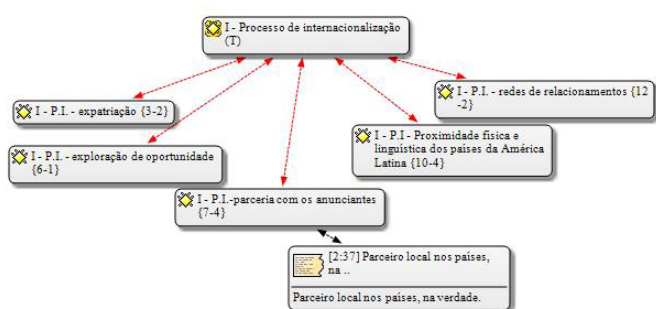 I - Processo de internacionalização
(T)
I - P.I. - expatriação {3-2}
I - P.I. - redes de relacionamentos {12
-2}
I - P.I. - exploração de oportunidade
{6-1}
I - P.I - Proximidade física e
linguística dos países da América
Latina {10-4}
I - P.I.-parceria com os anunciantes
{7-4}
[2:37] Parceiro local nos países,
na ..
Parceiro local nos países, na verdade.